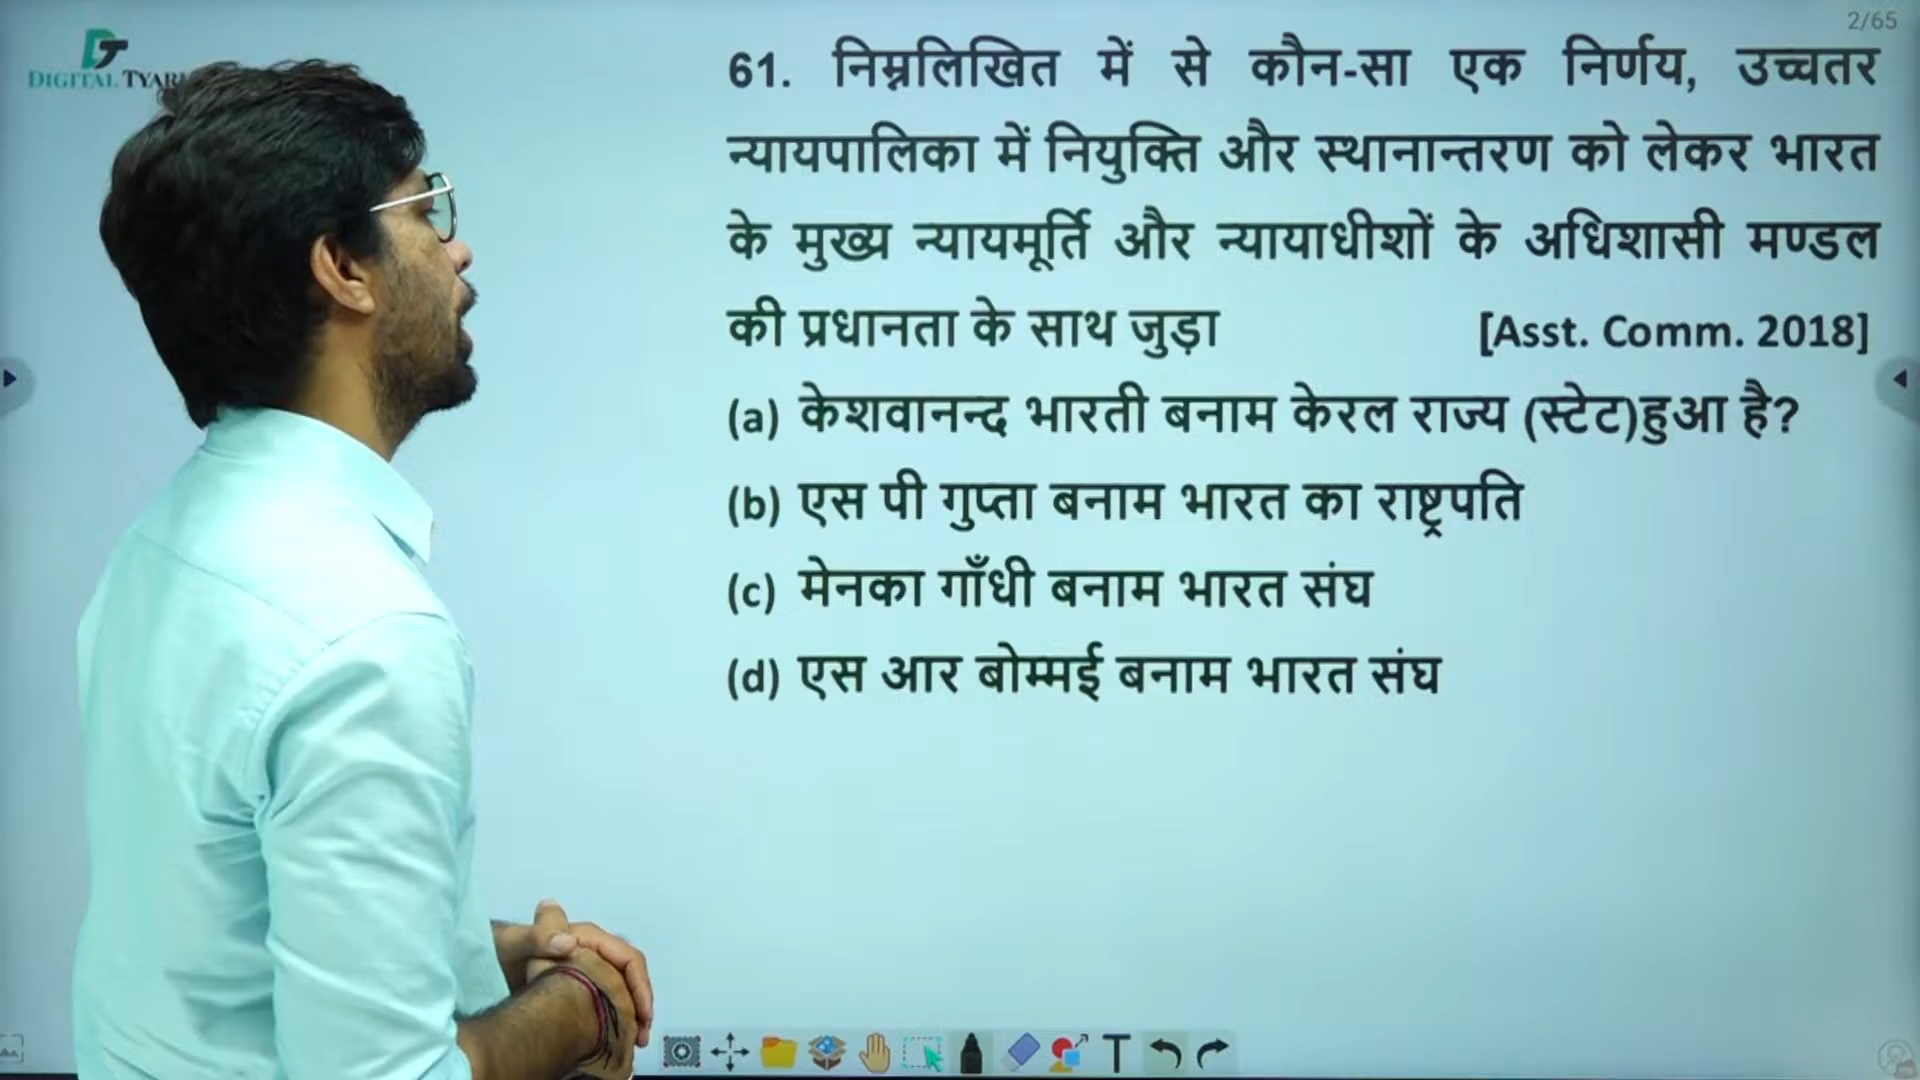 2/65
DIGITAL TYAR
61. निम्नलिखित में से कौन-सा एक निर्णय, उच्चतर
न्यायपालिका में नियुक्ति और स्थानान्तरण को लेकर भारत
के मुख्य न्यायमूर्ति और न्यायाधीशों के अधिशासी मण्डल
की प्रधानता के साथ जुड़ा [Asst. Comm. 2018]
(a) केशवानन्द भारती बनाम केरल राज्य (स्टेट)हुआ है?
(b) एस पी गुप्ता बनाम भारत का राष्ट्रपति
(c) मेनका गाँधी बनाम भारत संघ
(d) एस आर बोम्मई बनाम भारत संघ